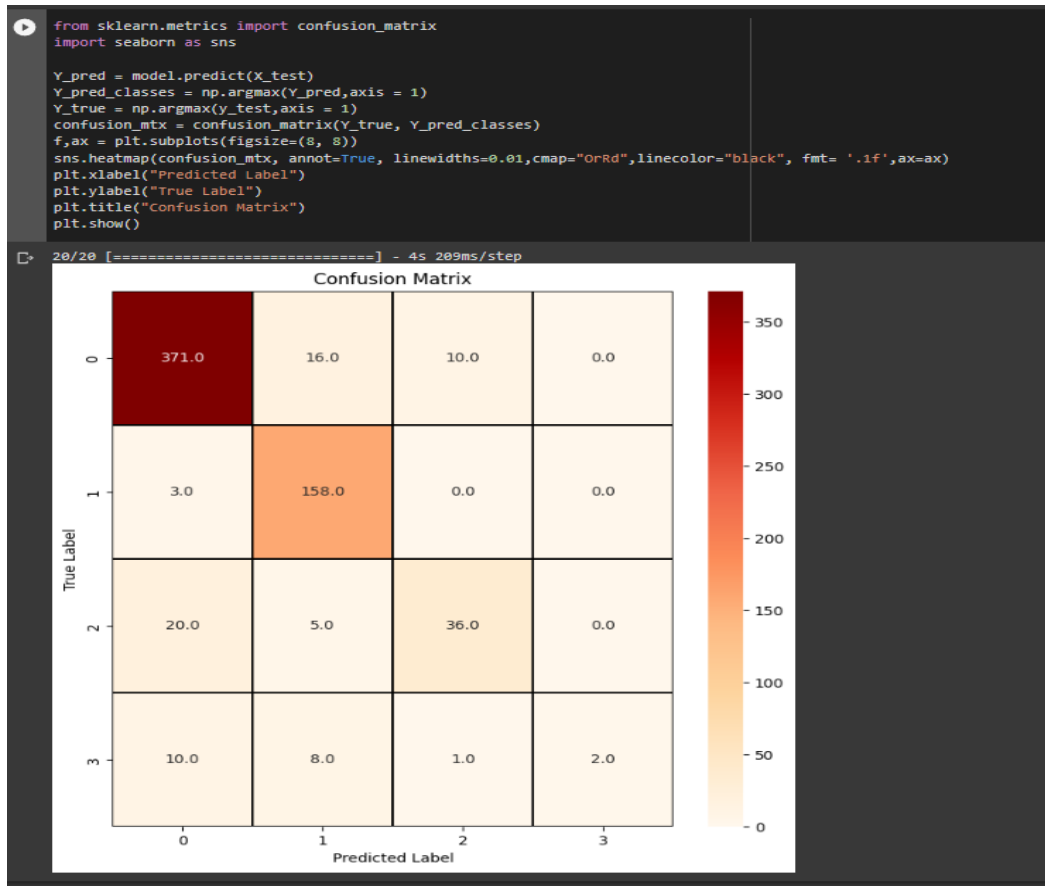 from sklearn.metrics import confusion_matrix
import seaborn as sns
Y_pred = model.predict(X_test)
Y_pred_classes = np.argmax(Y_pred,axis = 1)
Y_true = np.argmax(y_test,axis = 1)
confusion_mtx = confusion_matrix(Y_true, Y_pred_classes)
f,ax = plt.subplots(figsize=(8, 8))
sns.heatmap(confusion_mtx, annot=True, linewidths=0.01,cmap="OrRd",linecolor="black", fmt= '.1f',ax=ax)
plt.xlabel("Predicted Label")
plt.ylabel("True Label")
plt.title("Confusion Matrix")
plt.show()
20/20 [==============================] - 4s 209ms/step
Confusion Matrix
0 371.0 16.0 10.0 0.0
1 3.0 158.0 0.0 0.0
2 20.0 5.0 36.0 0.0
3 10.0 8.0 1.0 2.0
True Label
0 1 2 3
Predicted Label
350
300
250
200
150
100
50
0